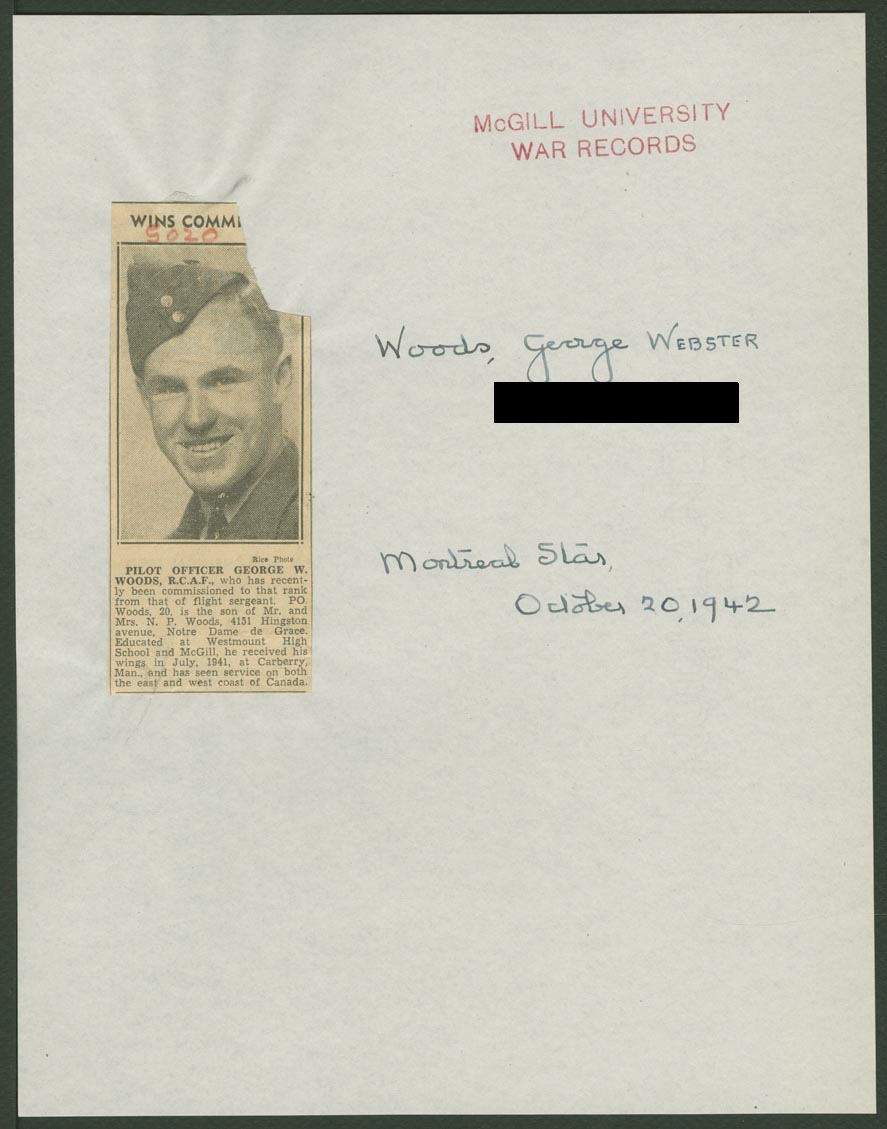 McGILL UNIVERSITY
WAR RECORDS
WINS COMMI
5020
Woods, George WEBSTER
Montreal Star,
October 20, 1942
Rice Photo
PILOT OFFICER GEORGE W.
WOODS, R.C.A.F., who has recent-
ly been commissioned to that rank
from that of flight sergeant. PO.
Woods, 20, is the son of Mr. and
Mrs. N. P. Woods, 4151 Hingston
avenue, Notre Dame de Grace.
Educated at Westmount High
School and McGill, he received his
wings in July, 1941, at Carberry,
Man., and has seen service on both
the east and west coast of Canada.